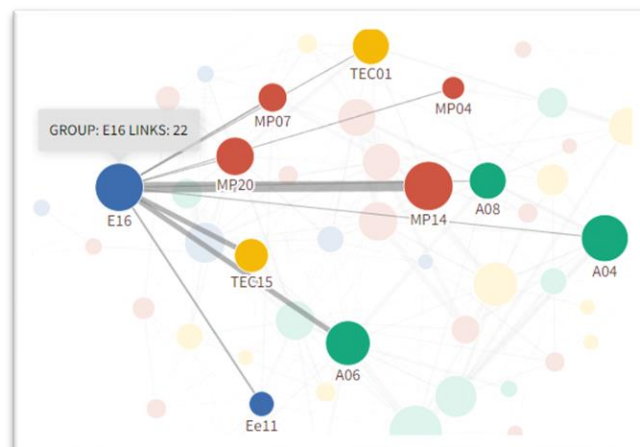 TEC01
MP04
MP07
GROUP: E16 LINKS: 22
MP20
E16
MP14
A08
A04
TEC15
A06
Ee11